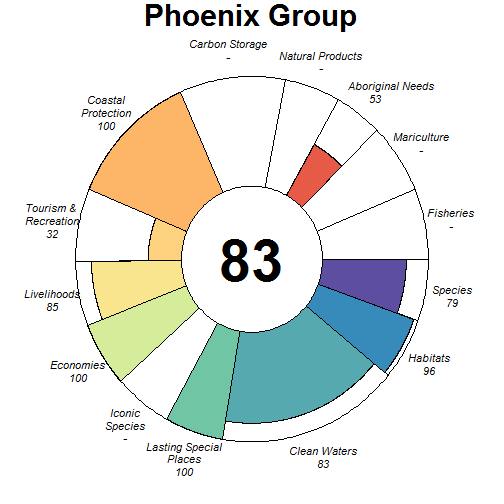 Phoenix Group
Carbon Storage
-
Natural Products
-
Aboriginal Needs
53
Mariculture
-
Fisheries
-
Species
79
Habitats
96
Clean Waters
83
Lasting Special
Places
100
Iconic
Species
-
Economies
100
Livelihoods
85
Tourism &
Recreation
32
Coastal
Protection
100
83